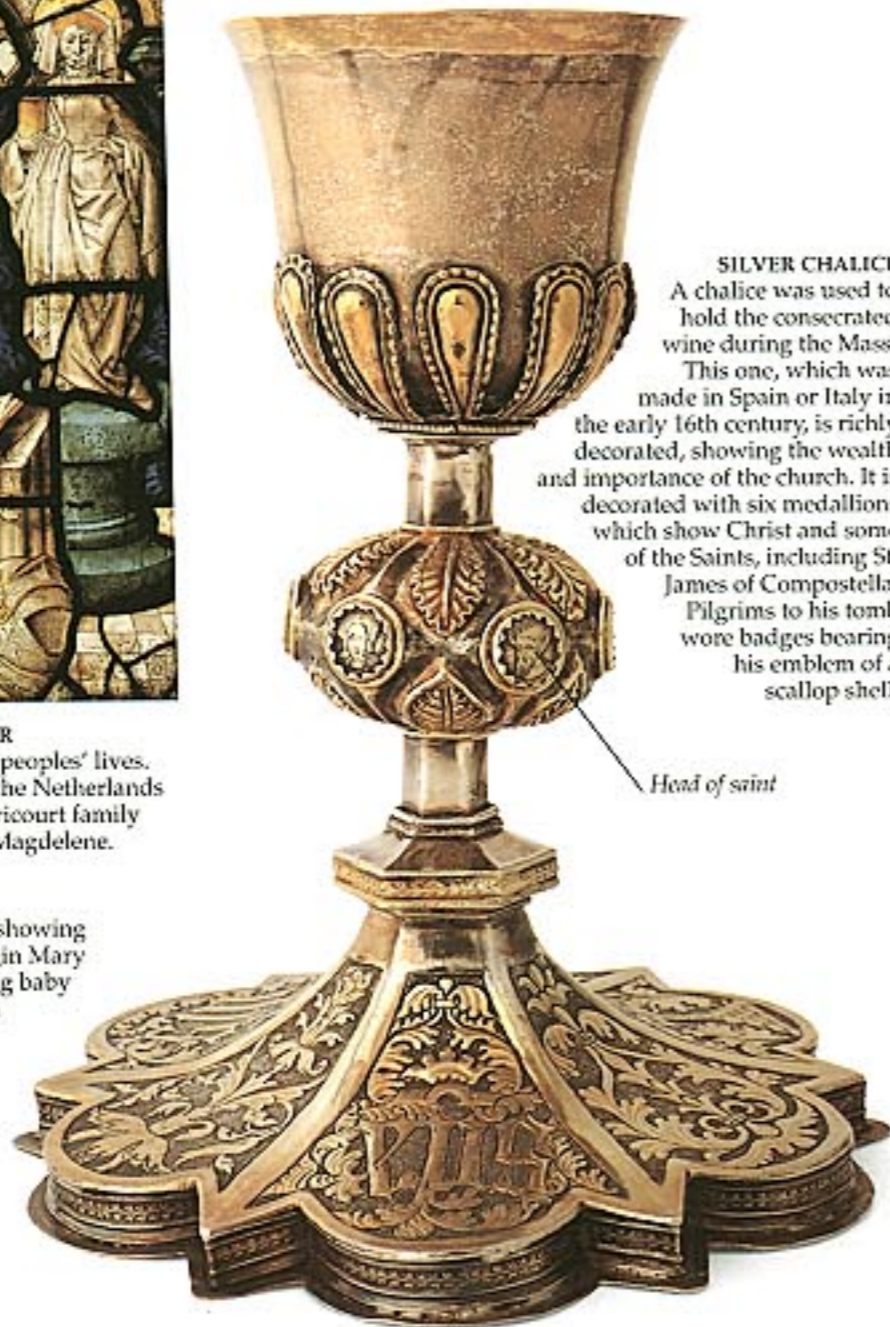 SILVER CHALICE
A chalice was used to
hold the consecrated
wine during the Mass
This one, which was
made in Spain or Italy in
the early 16th century, is richly
decorated, showing the wealth
and importance of the church. It is
decorated with six medallion
which show Christ and some
of the Saints, including St
James of Compostella
Pilgrims to his tomb
wore badges bearing
his emblem of a
scallop shell
Head of saint
R
peoples' lives.
he Netherlands
ricourt family
Magdelene.
showing
in Mary
g baby